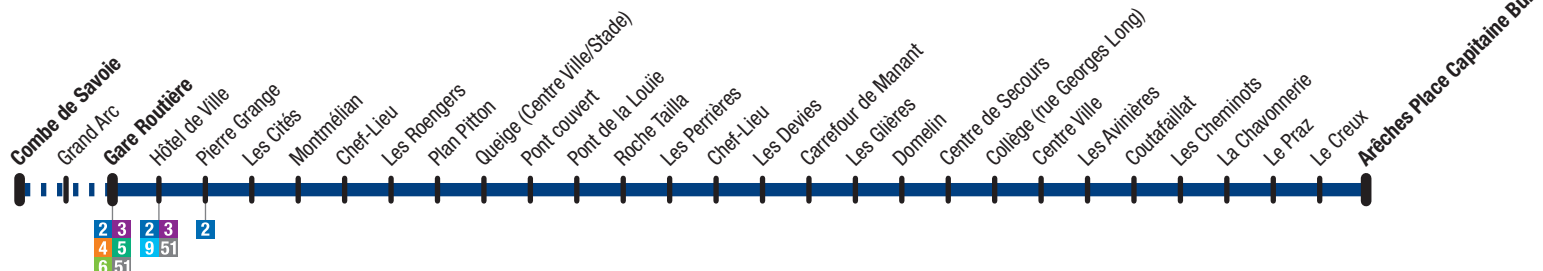 Combe de Savoie
Grand Arc
Gare Routière
Hôtel de Ville
Pierre Grange
Les Cités
Montmélian
Chef-Lieu
Les Roengers
Plan Pitton
Queige (Centre Ville/Stade)
Pont couvert
Pont de la Louïe
Roche Tailla
Les Perrières
Chef-Lieu
Les Devies
Carrefour de Manant
Les Glières
Domelin
Centre de Secours
Collège (rue Georges Long)
Centre Ville
Les Avinières
Coutafaillat
Les Cheminots
La Chavonnerie
Le Praz
Le Creux
Arêches Place Capitaine
2 3
4 5
6 51
2 3
9 51
2